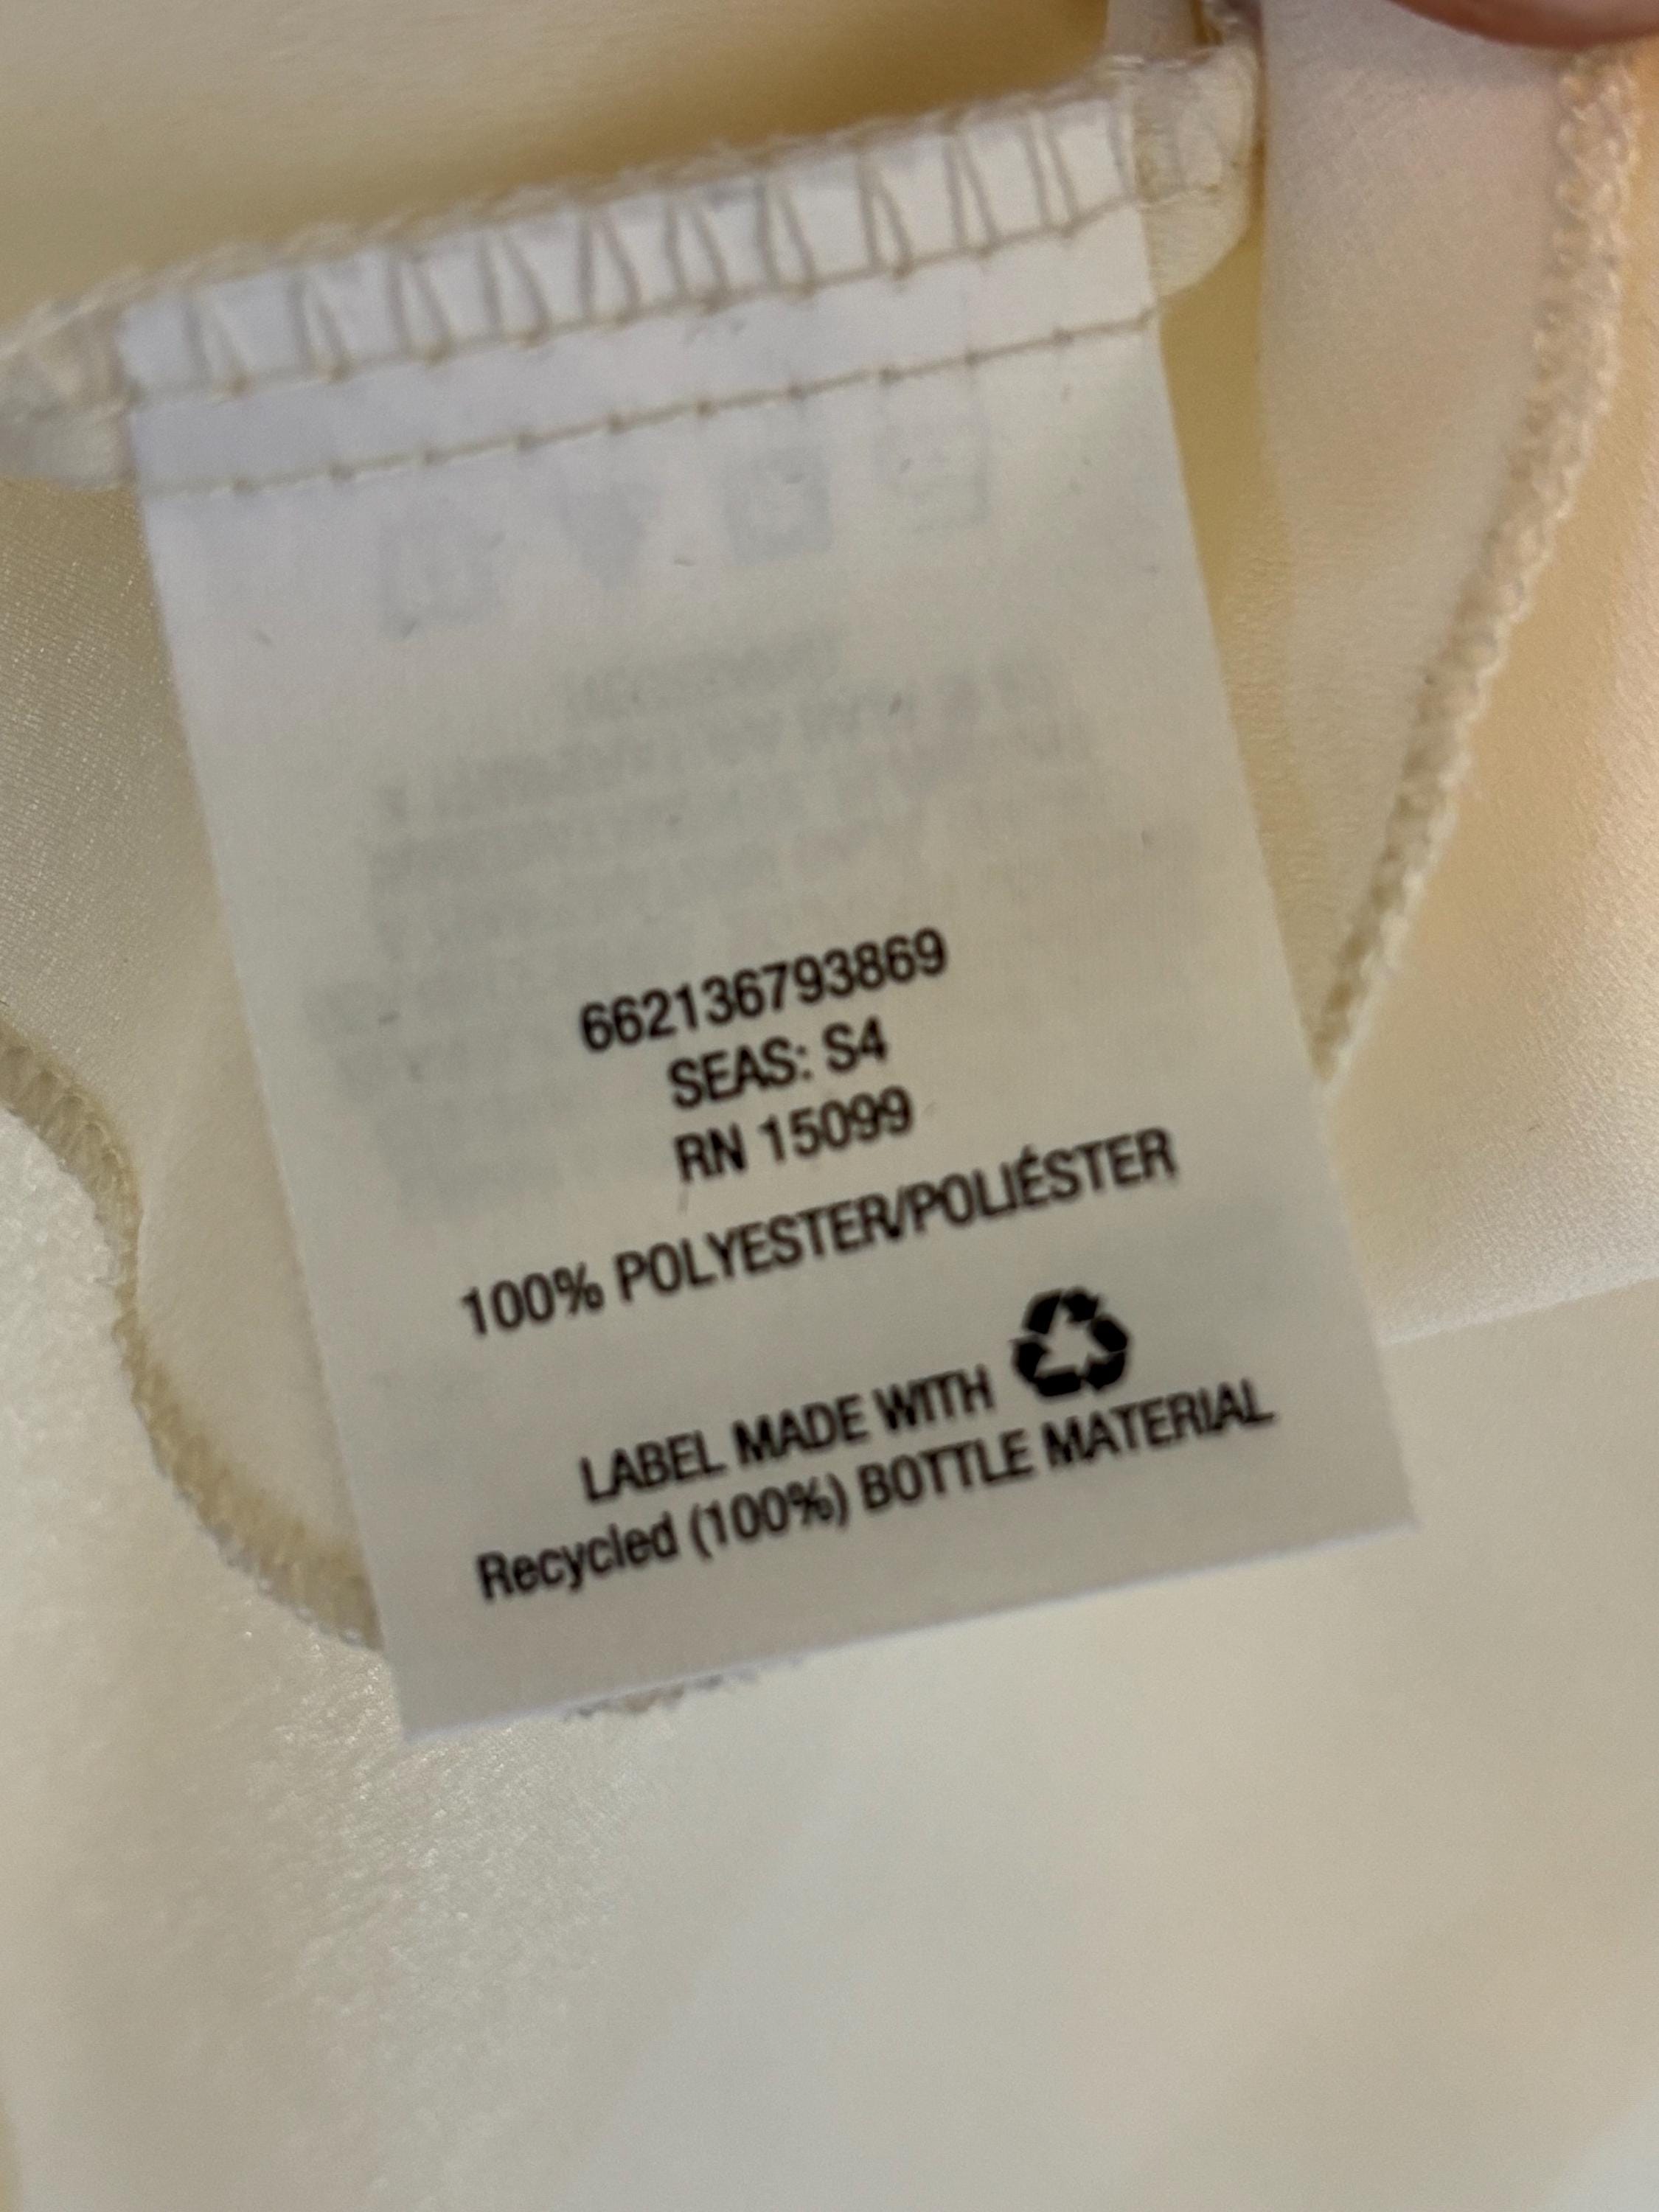 662136793869
SEAS: S4
RN 15099
100% POLYESTER/POLIÉSTER
LABEL MADE WITH
Recycled (100%) BOTTLE MATERIAL